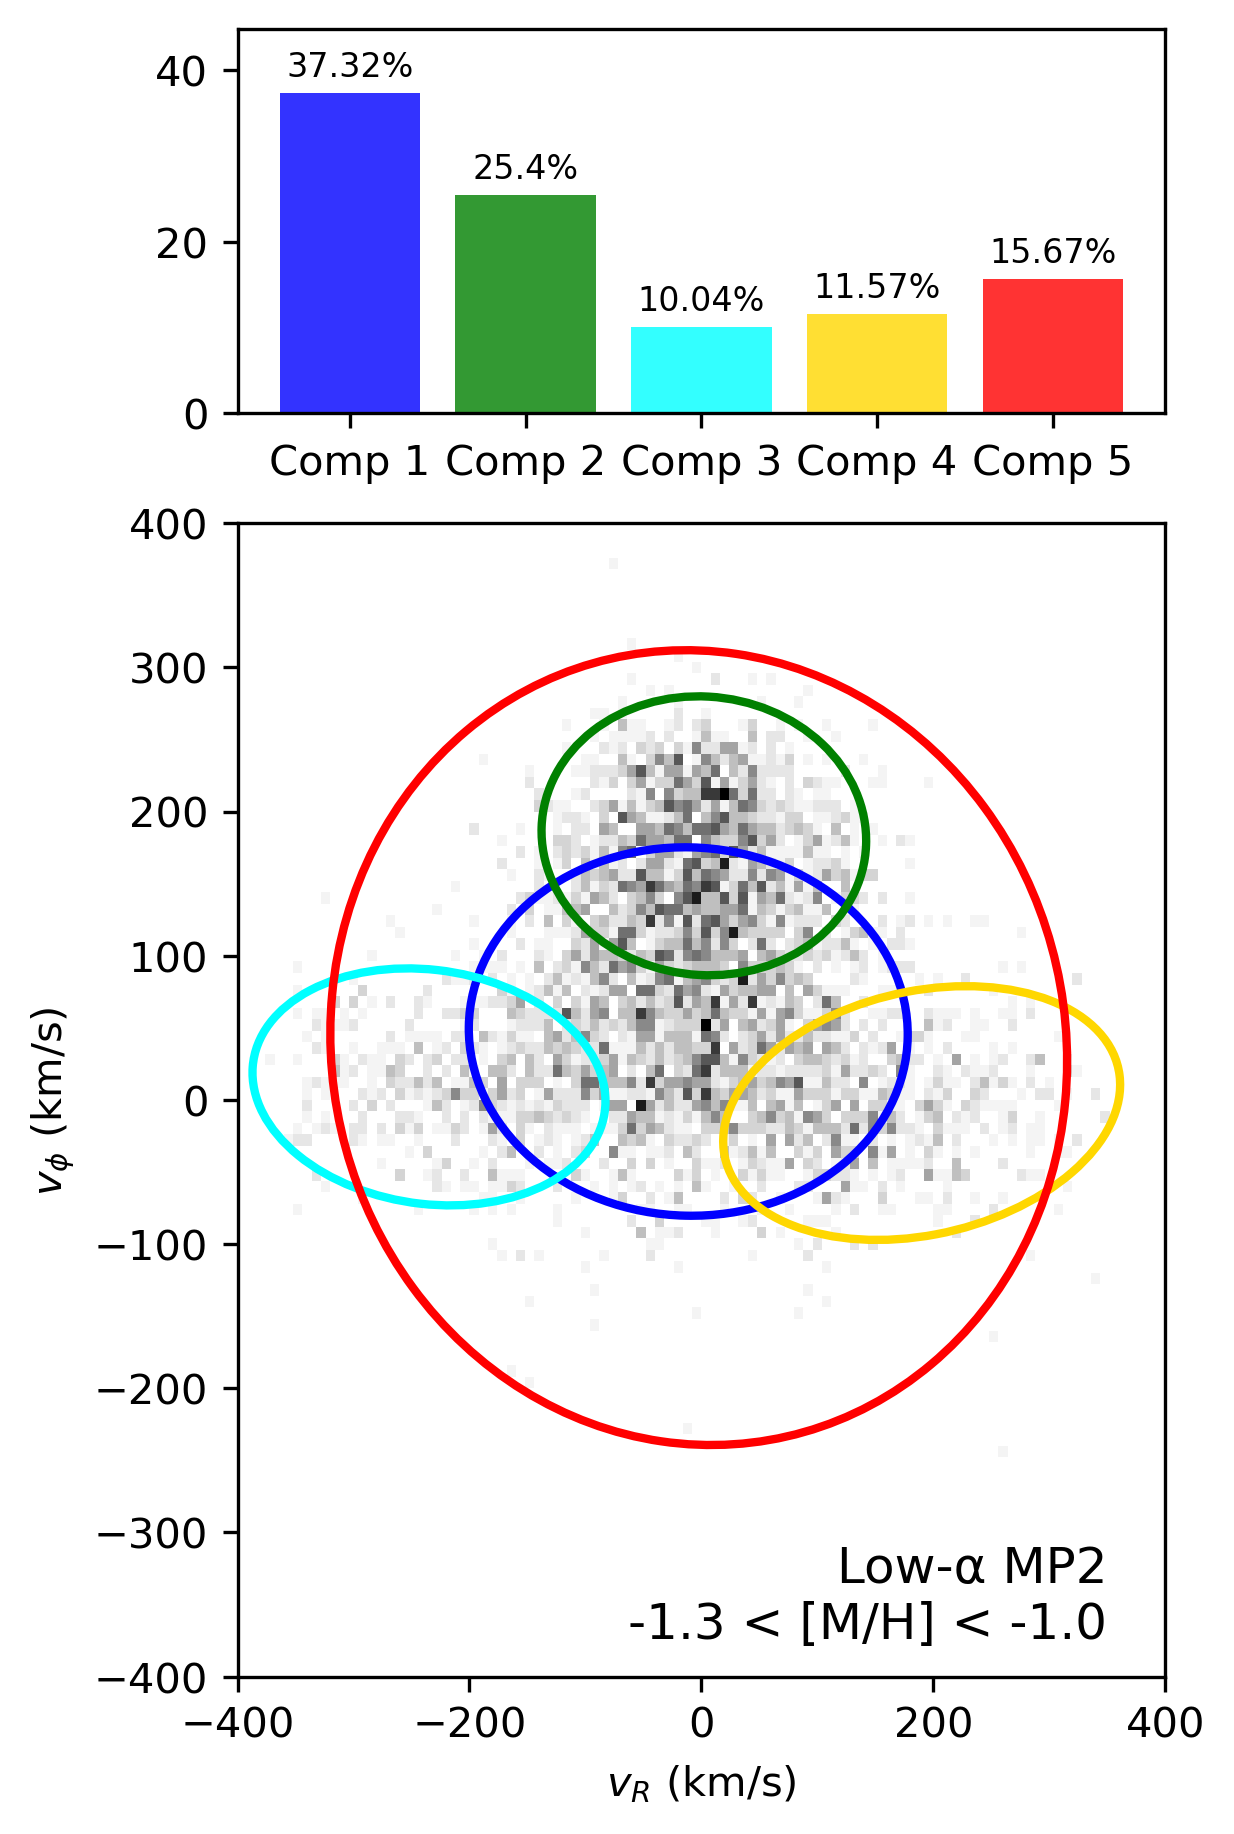 40
20
0
37.32%
25.4%
10.04%
11.57%
15.67%
Comp 1 Comp 2 Comp 3 Comp 4 Comp 5
400
300
200
100
0
−100
−200
−300
−400
v_ϕ (km/s)
Low-α MP2
-1.3 < [M/H] < -1.0
−400 −200 0 200 400
v_R (km/s)